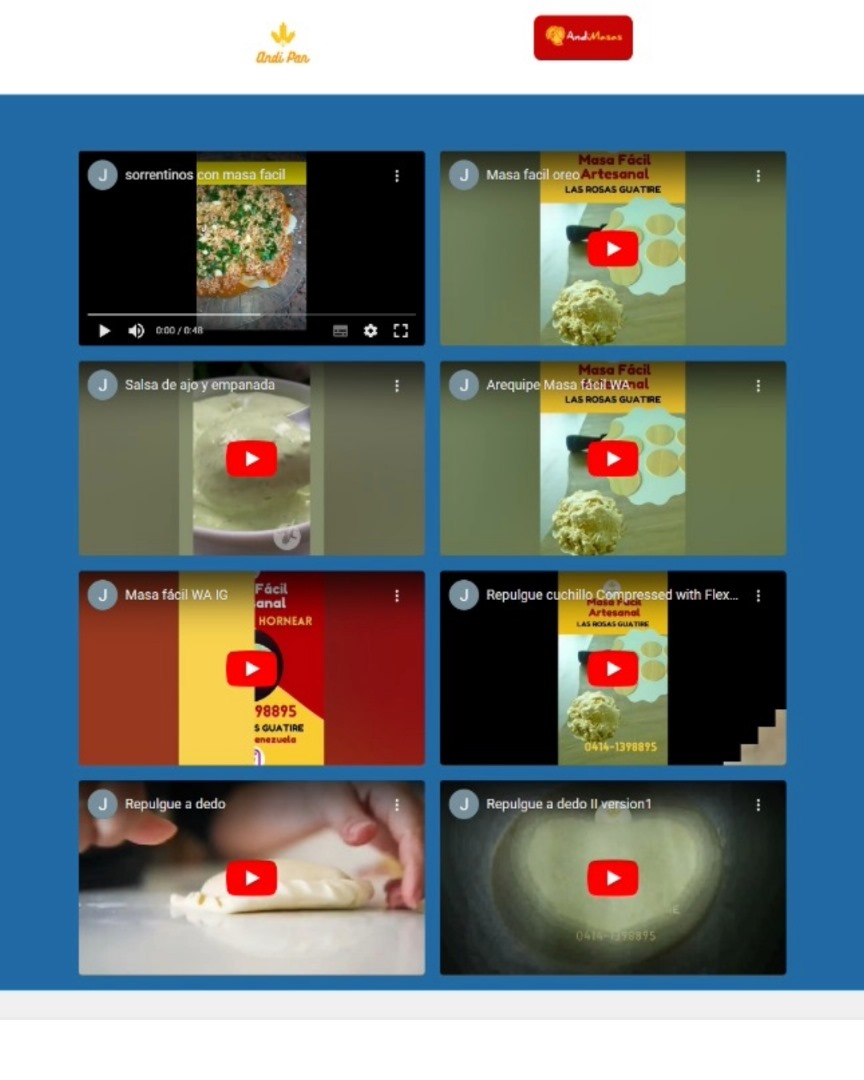 Andi Pan
AndiMasas
J
sorrentinos con masa facil
0:00 / 0:48
J
Masa facil oreo
Masa Fácil
Artesanal
LAS ROSAS GUATIRE
J
Salsa de ajo y empanada
J
Arequipe Masa fácil WA
Masa Fácil
LAS ROSAS GUATIRE
J
Masa fácil WA IG
Fácil
anal
HORNEAR
98895
S GUATIRE
enezuela
J
Repulgue cuchillo Compressed with Flex...
Masa Fácil
Artesanal
LAS ROSAS GUATIRE
0414-1398895
J
Repulgue a dedo
J
Repulgue a dedo II version1
0414-1398895